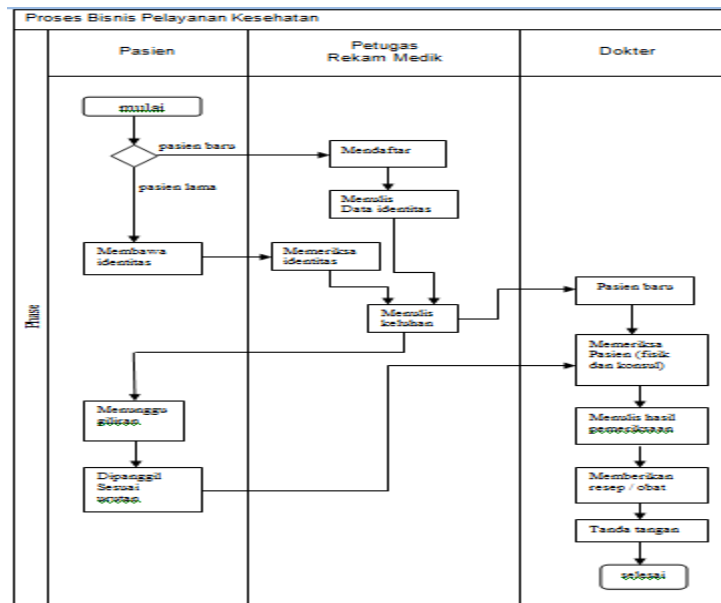 Proses Bisnis Pelayanan Kesehatan
Pasien
Petugas
Rekam Medik
Dokter
Phase
mulai
pasien baru
Mendaftar
pasien lama
Menulis
Data identitas
Membawa
identitas
Memeriksa
identitas
Menulis
keluhan
Pasien baru
Memeriksa
Pasien (fisik
dan konsul)
Menunggu
giliran
Menulis hasil
pemeriksaan
Dipanggil
Sesuai
urutan
Memberikan
resep / obat
Tanda tangan
selesai